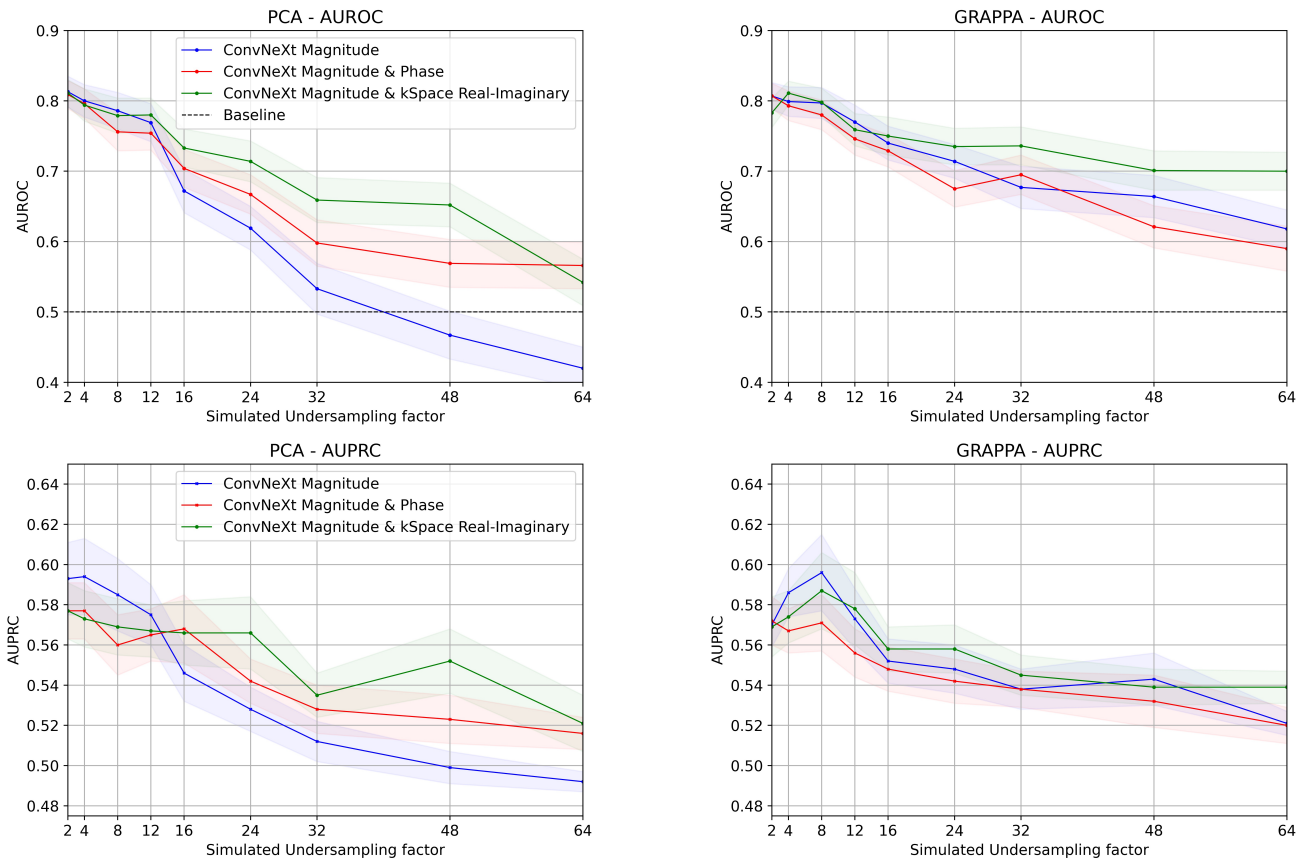 PCA - AUROC
0.9
0.8
0.7
0.6
0.5
0.4
AUROC
ConvNeXt Magnitude
ConvNeXt Magnitude & Phase
ConvNeXt Magnitude & kSpace Real-Imaginary
Baseline
2 4 8 12 16 24 32 48 64
Simulated Undersampling factor
GRAPPA - AUROC
0.9
0.8
0.7
0.6
0.5
0.4
AUROC
2 4 8 12 16 24 32 48 64
Simulated Undersampling factor
PCA - AUPRC
0.64
0.62
0.60
0.58
0.56
0.54
0.52
0.50
0.48
AUPRC
ConvNeXt Magnitude
ConvNeXt Magnitude & Phase
ConvNeXt Magnitude & kSpace Real-Imaginary
2 4 8 12 16 24 32 48 64
Simulated Undersampling factor
GRAPPA - AUPRC
0.64
0.62
0.60
0.58
0.56
0.54
0.52
0.50
0.48
AUPRC
2 4 8 12 16 24 32 48 64
Simulated Undersampling factor